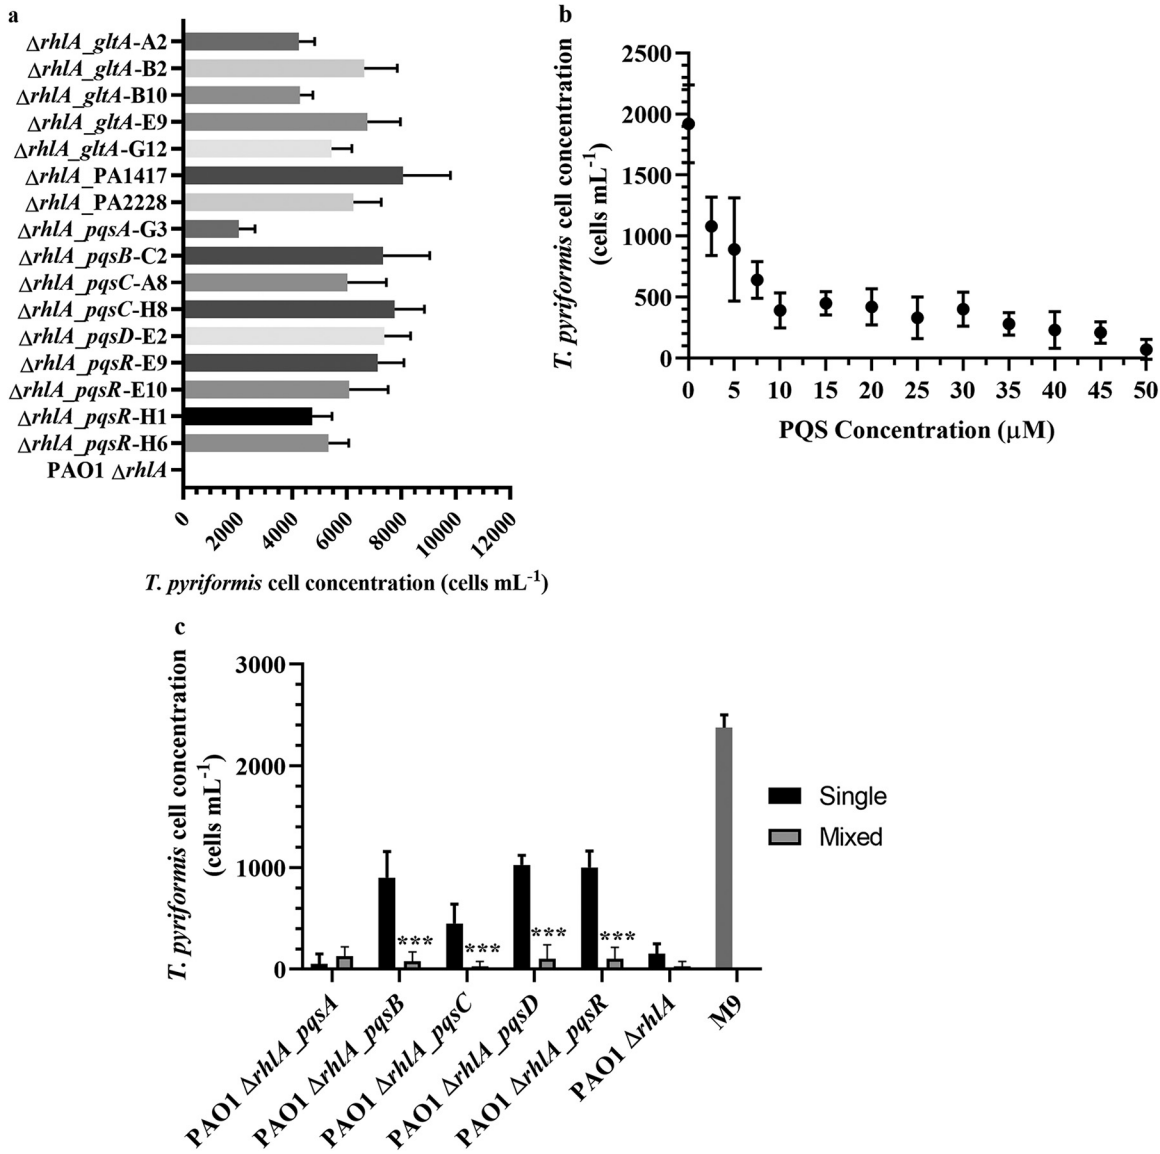 a
ΔrhlA_gltA-A2
ΔrhlA_gltA-B2
ΔrhlA_gltA-B10
ΔrhlA_gltA-E9
ΔrhlA_gltA-G12
ΔrhlA_PA1417
ΔrhlA_PA2228
ΔrhlA_pqsA-G3
ΔrhlA_pqsB-C2
ΔrhlA_pqsC-A8
ΔrhlA_pqsC-H8
ΔrhlA_pqsD-E2
ΔrhlA_pqsR-E9
ΔrhlA_pqsR-E10
ΔrhlA_pqsR-H1
ΔrhlA_pqsR-H6
PAO1 ΔrhlA
0 2000 4000 6000 8000 10000 12000
T. pyriformis cell concentration (cells mL⁻¹)
b
T. pyriformis cell concentration
(cells mL⁻¹)
2500
2000
1500
1000
500
0
0 5 10 15 20 25 30 35 40 45 50
PQS Concentration (μM)
c
T. pyriformis cell concentration
(cells mL⁻¹)
3000
2000
1000
0
*** *** *** ***
PAO1 ΔrhlA_pqsA
PAO1 ΔrhlA_pqsB
PAO1 ΔrhlA_pqsC
PAO1 ΔrhlA_pqsD
PAO1 ΔrhlA_pqsR
PAO1 ΔrhlA
M9
Single
Mixed